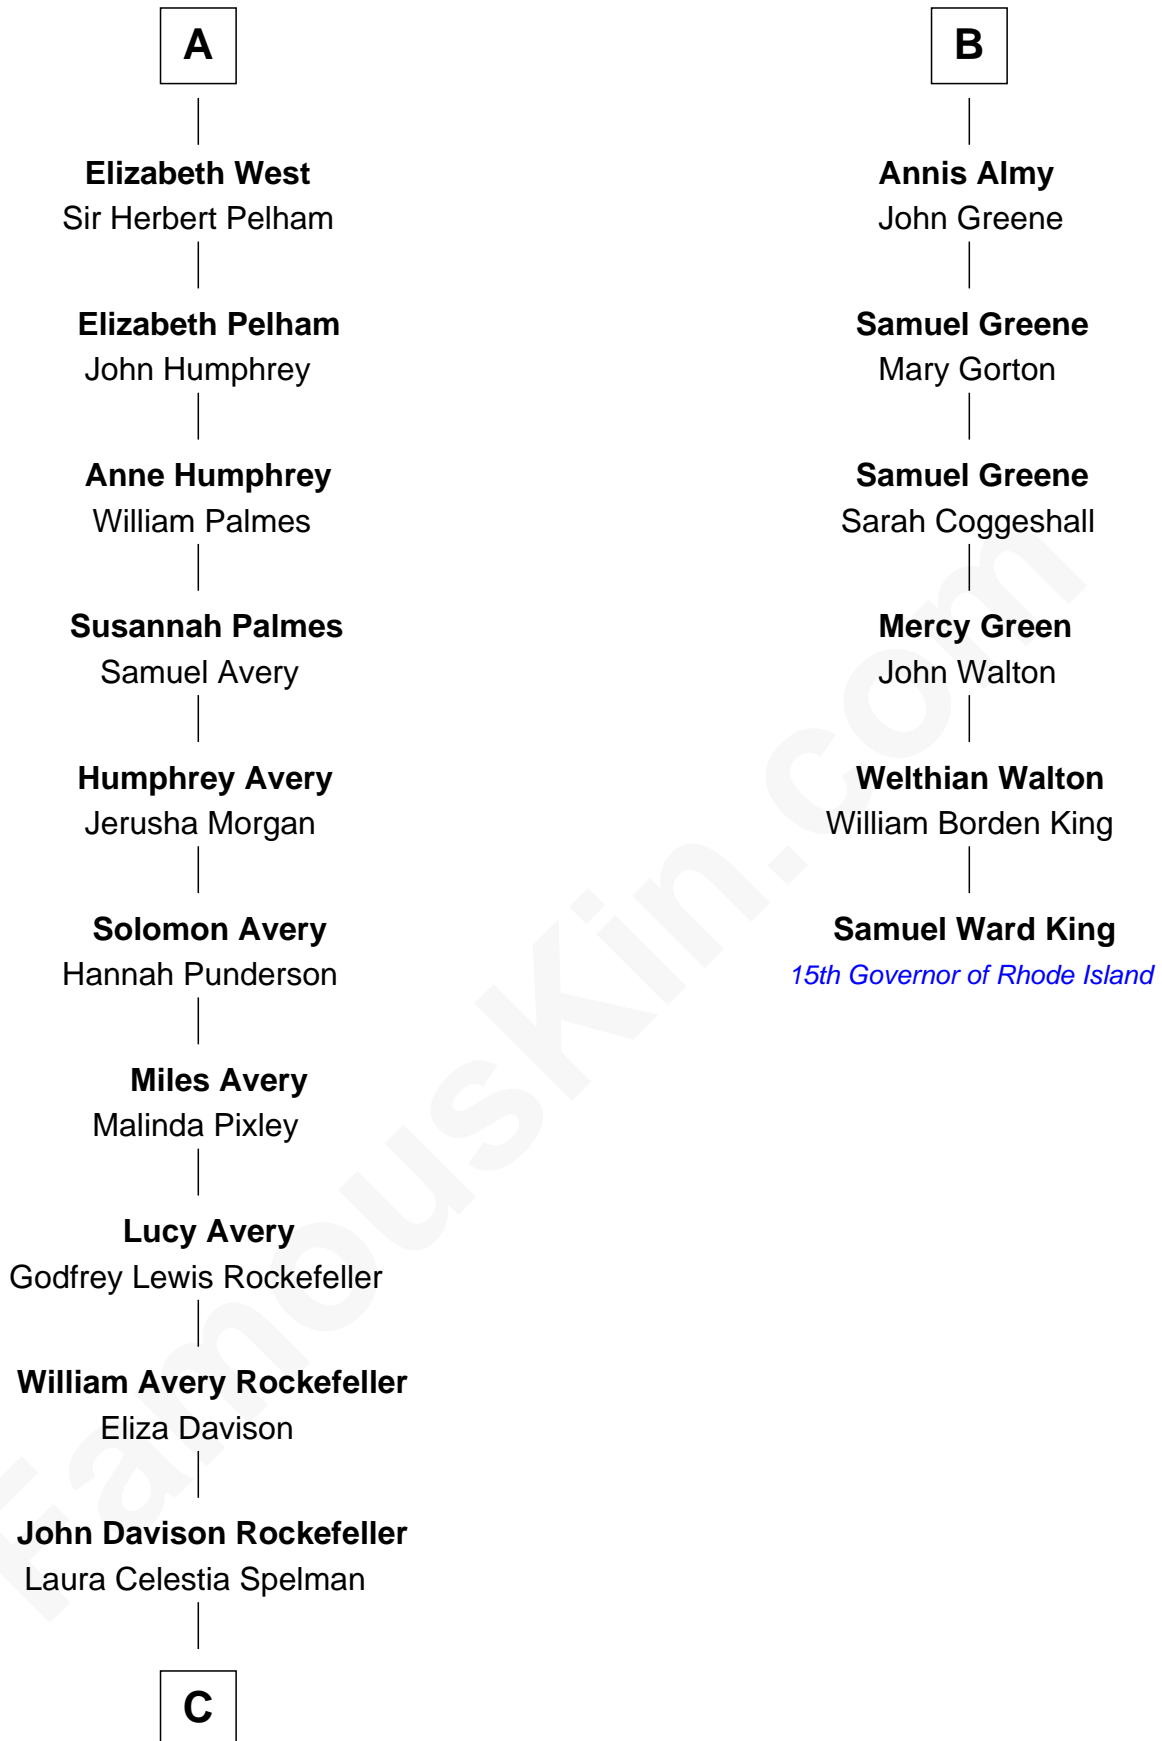 A
Elizabeth West
Sir Herbert Pelham
Elizabeth Pelham
John Humphrey
Anne Humphrey
William Palmes
Susannah Palmes
Samuel Avery
Humphrey Avery
Jerusha Morgan
Solomon Avery
Hannah Punderson
Miles Avery
Malinda Pixley
Lucy Avery
Godfrey Lewis Rockefeller
William Avery Rockefeller
Eliza Davison
John Davison Rockefeller
Laura Celestia Spelman
C
B
Annis Almy
John Greene
Samuel Greene
Mary Gorton
Samuel Greene
Sarah Coggeshall
Mercy Green
John Walton
Welthian Walton
William Borden King
Samuel Ward King
15th Governor of Rhode Island
FamousKin.com